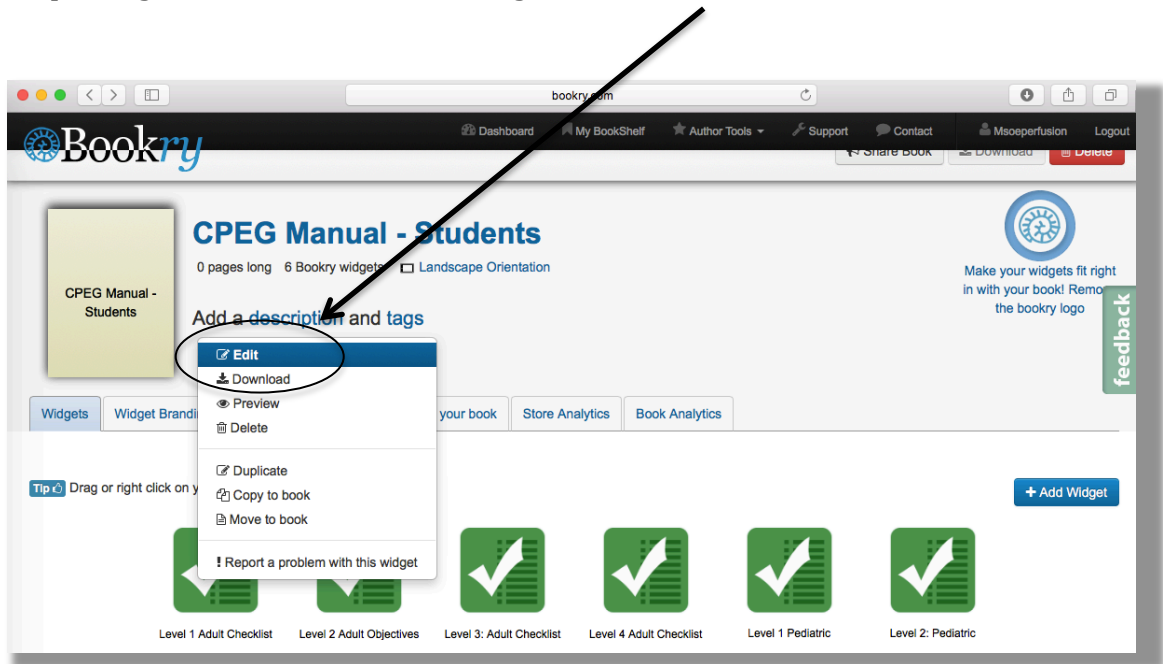 bookry.com
Bookry
Dashboard My BookShelf Author Tools Support Contact Msoeperfusion Logout
Share Book Download Delete
CPEG Manual - Students
0 pages long 6 Bookry widgets Landscape Orientation
CPEG Manual -
Students
Add a description and tags
Make your widgets fit right
in with your book! Remove
the bookry logo
feedback
Edit
Download
Preview
Delete
Duplicate
Copy to book
Move to book
! Report a problem with this widget
Widgets Widget Brandi your book Store Analytics Book Analytics
Tip Drag or right click on y
+ Add Widget
Level 1 Adult Checklist Level 2 Adult Objectives Level 3: Adult Checklist Level 4 Adult Checklist Level 1 Pediatric Level 2: Pediatric